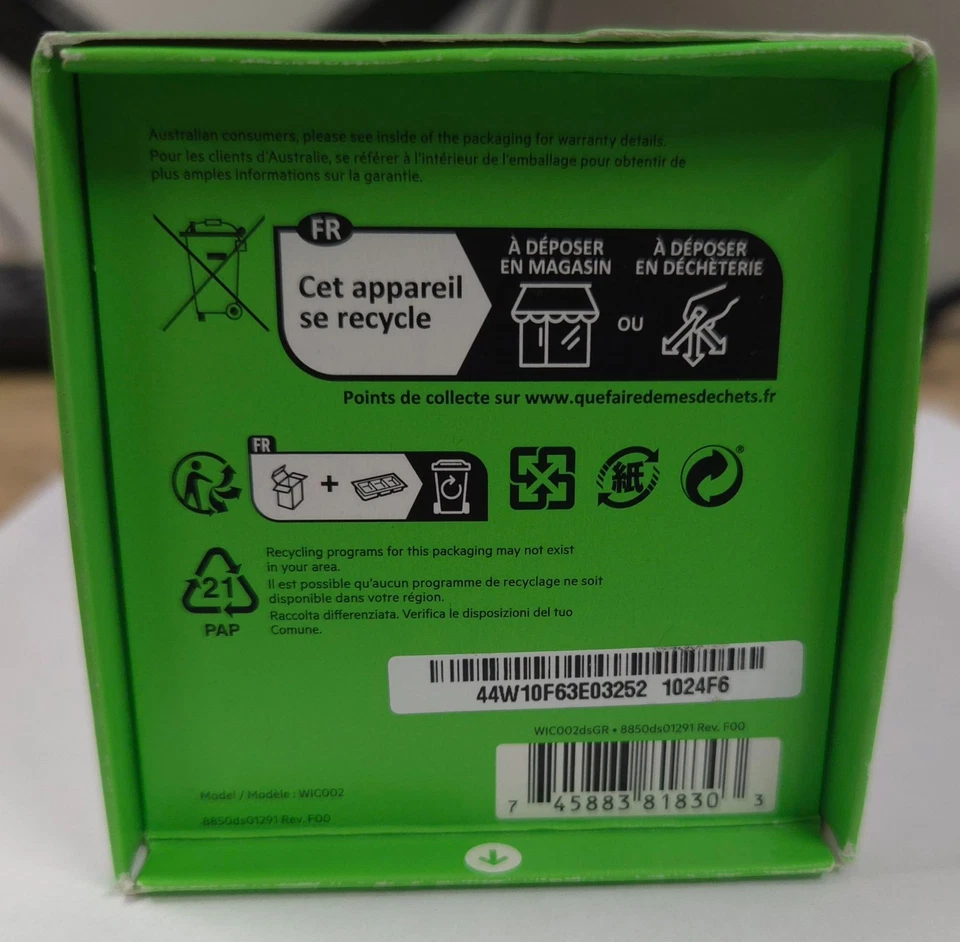 Australian consumers, please see inside of the packaging for warranty details.
Pour les clients d'Australie, se référer à l'intérieur de l'emballage pour obtenir de
plus amples informations sur la garantie.
FR
Cet appareil
se recycle
À DÉPOSER
EN MAGASIN
OU
À DÉPOSER
EN DÉCHÈTERIE
Points de collecte sur www.quefairedemesdechets.fr
FR
+
紙
®
21
PAP
Recycling programs for this packaging may not exist
in your area.
Il est possible qu'aucun programme de recyclage ne soit
disponible dans votre région.
Raccolta differenziata. Verifica le disposizioni del tuo
Comune.
44W10F63E03252 1024F6
WIC002dsGR • 8850ds01291 Rev. F00
7 45883 81830 3
Model / Modèle : WIC002
8850ds01291 Rev. F00